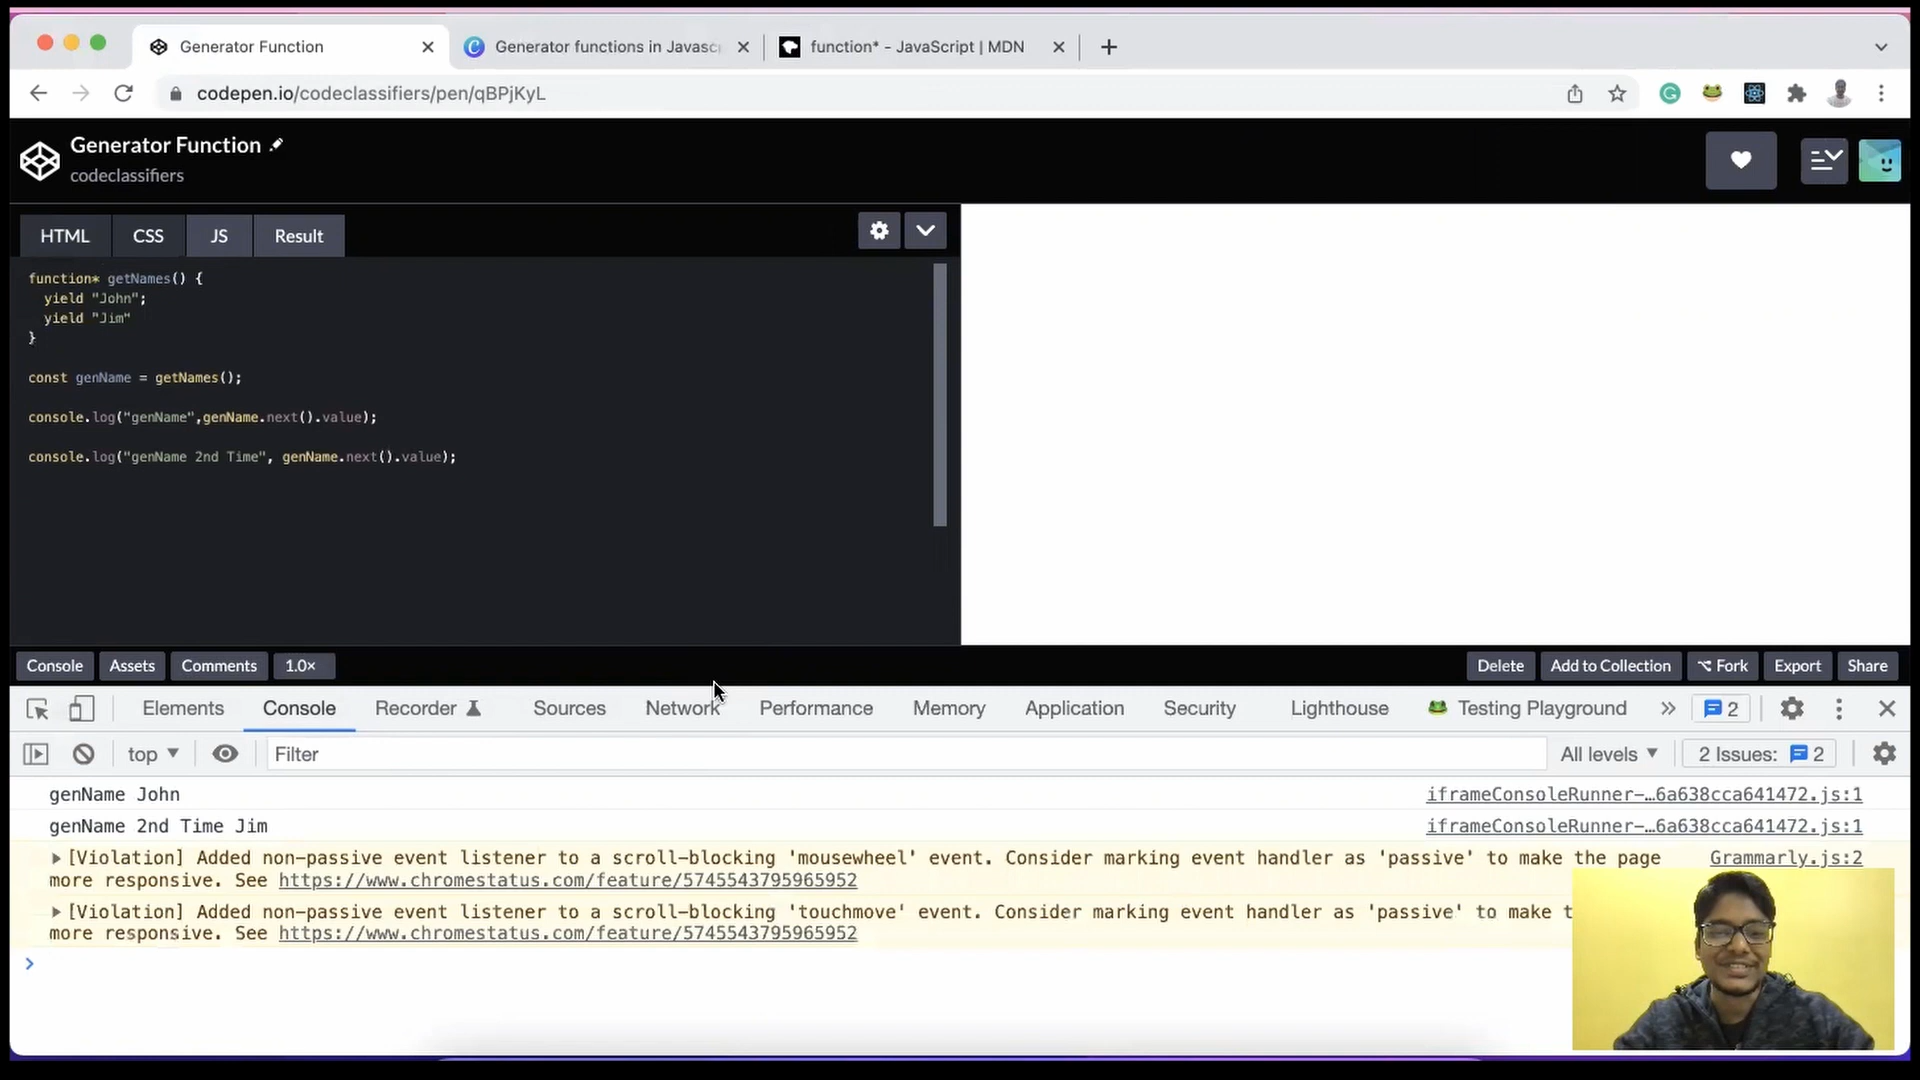 Generator Function
Generator functions in Javasc
function* - JavaScript | MDN
codepen.io/codeclassifiers/pen/qBPjKyL
Generator Function
codeclassifiers
HTML CSS JS Result
function* getNames() {
yield "John";
yield "Jim"
}
const genName = getNames();
console.log("genName",genName.next().value);
console.log("genName 2nd Time", genName.next().value);
Console Assets Comments 1.0×
Delete Add to Collection Fork Export Share
Elements Console Recorder Sources Network Performance Memory Application Security Lighthouse Testing Playground 2
top Filter All levels 2 Issues: 2
genName John iframeConsoleRunner-…6a638cca641472.js:1
genName 2nd Time Jim iframeConsoleRunner-…6a638cca641472.js:1
[Violation] Added non-passive event listener to a scroll-blocking 'mousewheel' event. Consider marking event handler as 'passive' to make the page Grammarly.js:2
more responsive. See https://www.chromestatus.com/feature/5745543795965952
[Violation] Added non-passive event listener to a scroll-blocking 'touchmove' event. Consider marking event handler as 'passive' to make
more responsive. See https://www.chromestatus.com/feature/5745543795965952